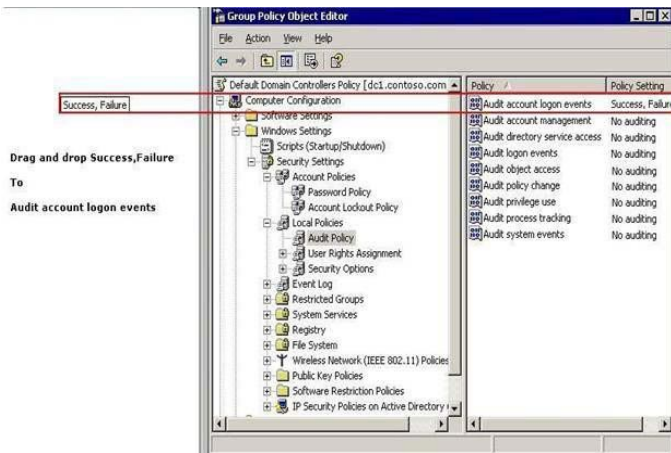 Group Policy Object Editor
File Action View Help
Success, Failure
Drag and drop Success,Failure
To
Audit account logon events
Default Domain Controllers Policy [dc1.contoso.com
Computer Configuration
Software Settings
Windows Settings
Scripts (Startup/Shutdown)
Security Settings
Account Policies
Password Policy
Account Lockout Policy
Local Policies
Audit Policy
User Rights Assignment
Security Options
Event Log
Restricted Groups
System Services
Registry
File System
Wireless Network (IEEE 802.11) Policies
Public Key Policies
Software Restriction Policies
IP Security Policies on Active Directory
Policy Policy Setting
Audit account logon events Success, Failure
Audit account management No auditing
Audit directory service access No auditing
Audit logon events No auditing
Audit object access No auditing
Audit policy change No auditing
Audit privilege use No auditing
Audit process tracking No auditing
Audit system events No auditing